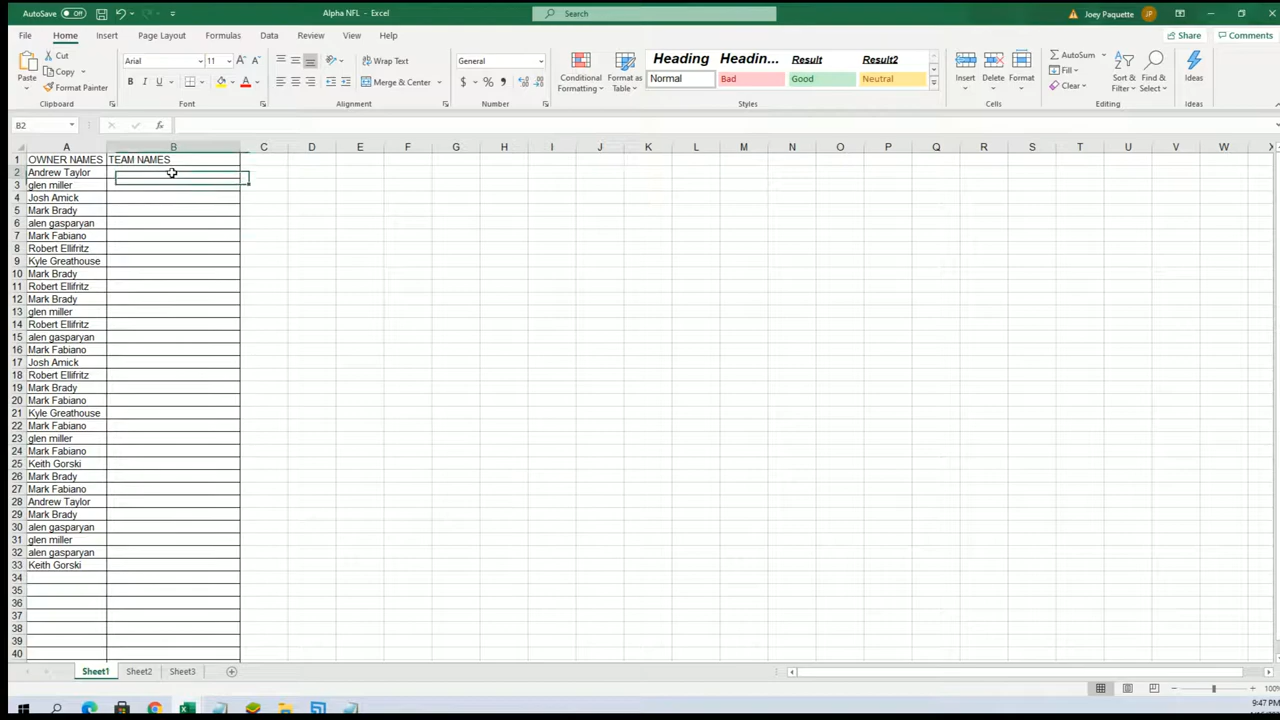 AutoSave Off Alpha NFL - Excel Search Joey Paquette JP
File Home Insert Page Layout Formulas Data Review View Help Share Comments
Paste Cut Copy Format Painter Clipboard
Arial 11 A A B I U A Font
Wrap Text Merge & Center Alignment
General $ % , Number
Conditional Formatting Format as Table
Heading Headin... Result Result2
Normal Bad Good Neutral
Styles
Insert Delete Format Cells
AutoSum Fill Clear Sort & Filter Find & Select Editing
Ideas Ideas
B2 fx
A B C D E F G H I J K L M N O P Q R S T U V W X
1 OWNER NAMES TEAM NAMES
2 Andrew Taylor
3 glen miller
4 Josh Amick
5 Mark Brady
6 alen gasparyan
7 Mark Fabiano
8 Robert Ellifritz
9 Kyle Greathouse
10 Mark Brady
11 Robert Ellifritz
12 Mark Brady
13 glen miller
14 Robert Ellifritz
15 alen gasparyan
16 Mark Fabiano
17 Josh Amick
18 Robert Ellifritz
19 Mark Brady
20 Mark Fabiano
21 Kyle Greathouse
22 Mark Fabiano
23 glen miller
24 Mark Fabiano
25 Keith Gorski
26 Mark Brady
27 Mark Fabiano
28 Andrew Taylor
29 Mark Brady
30 alen gasparyan
31 glen miller
32 alen gasparyan
33 Keith Gorski
34
35
36
37
38
39
40
Sheet1 Sheet2 Sheet3
100%
9:47 PM